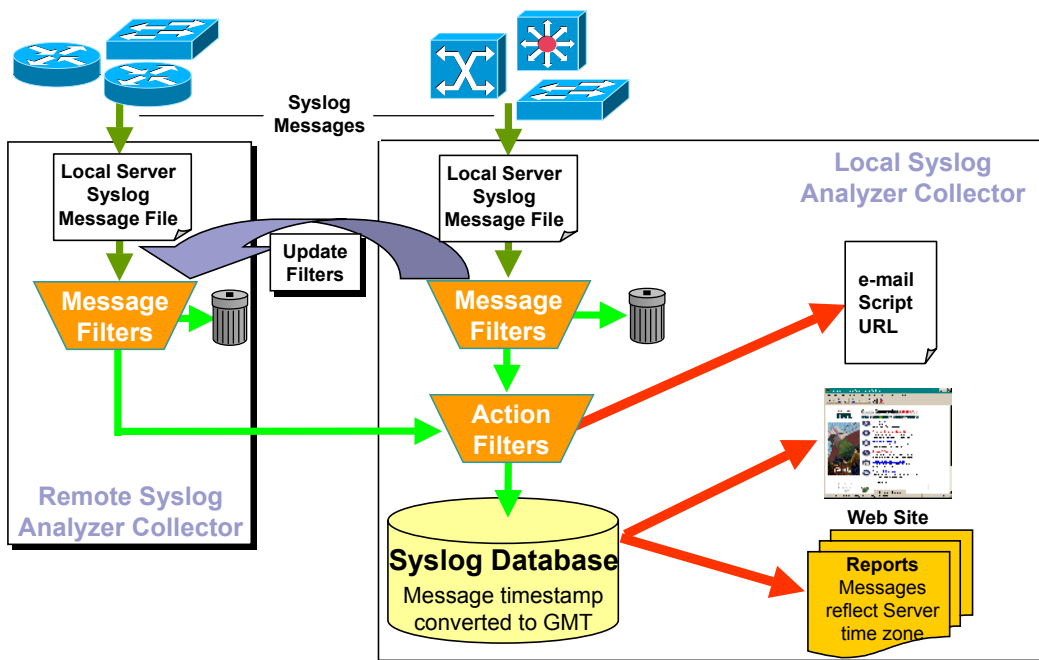 Syslog
Messages
Local Server
Syslog
Message File
Local Server
Syslog
Message File
Local Syslog
Analyzer Collector
Update
Filters
e-mail
Script
URL
Message
Filters
Message
Filters
Action
Filters
Remote Syslog
Analyzer Collector
Web Site
Syslog Database
Message timestamp
converted to GMT
Reports
Messages
reflect Server
time zone